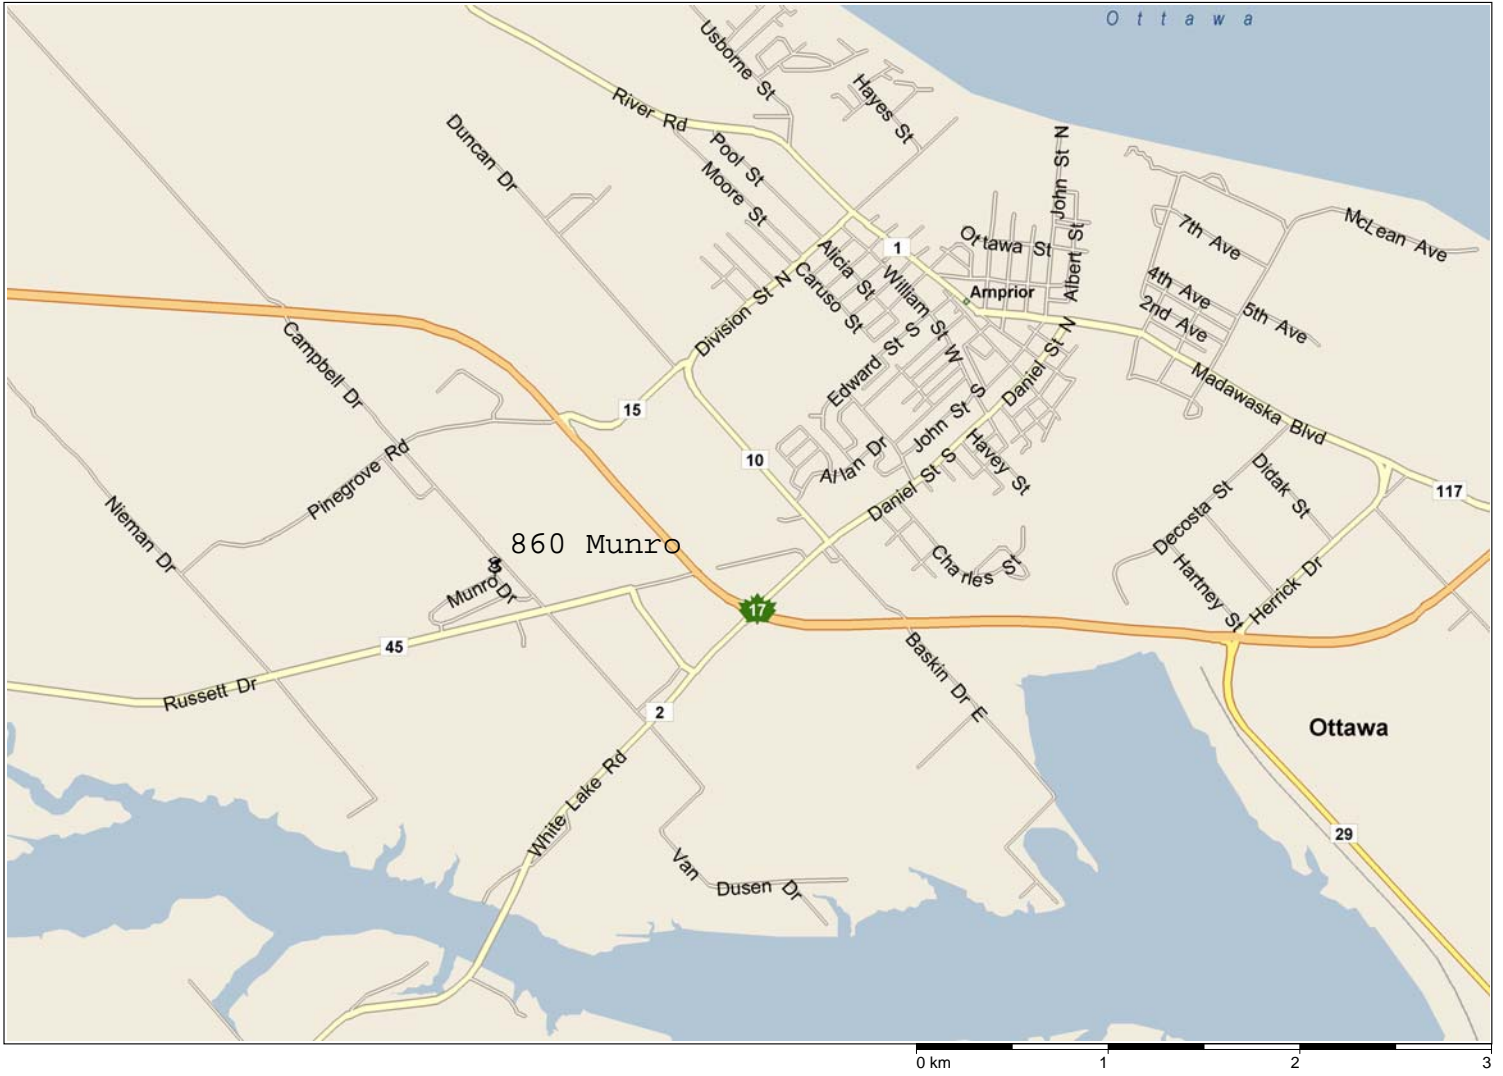 O t t a w a
Usborne St
Hayes St
River Rd
Duncan Dr
Pool St
Moore St
John St N
7th Ave
McLean Ave
Ottawa St
Albert St
1
Alicia St
Caruso St
William St W
4th Ave
2nd Ave
5th Ave
Arnprior
Division St N
Campbell Dr
Edward St S
Daniel St N
Madawaska Blvd
15
John St S
10
Allan Dr
Havey St
Pinegrove Rd
Daniel St S
Didak St
117
Nieman Dr
Decosta St
860 Munro
Charles St
Munro Dr
Hartney St
Herrick Dr
17
45
Baskin Dr E
Russett Dr
2
Ottawa
White Lake Rd
29
Van Dusen Dr
0 km 1 2 3